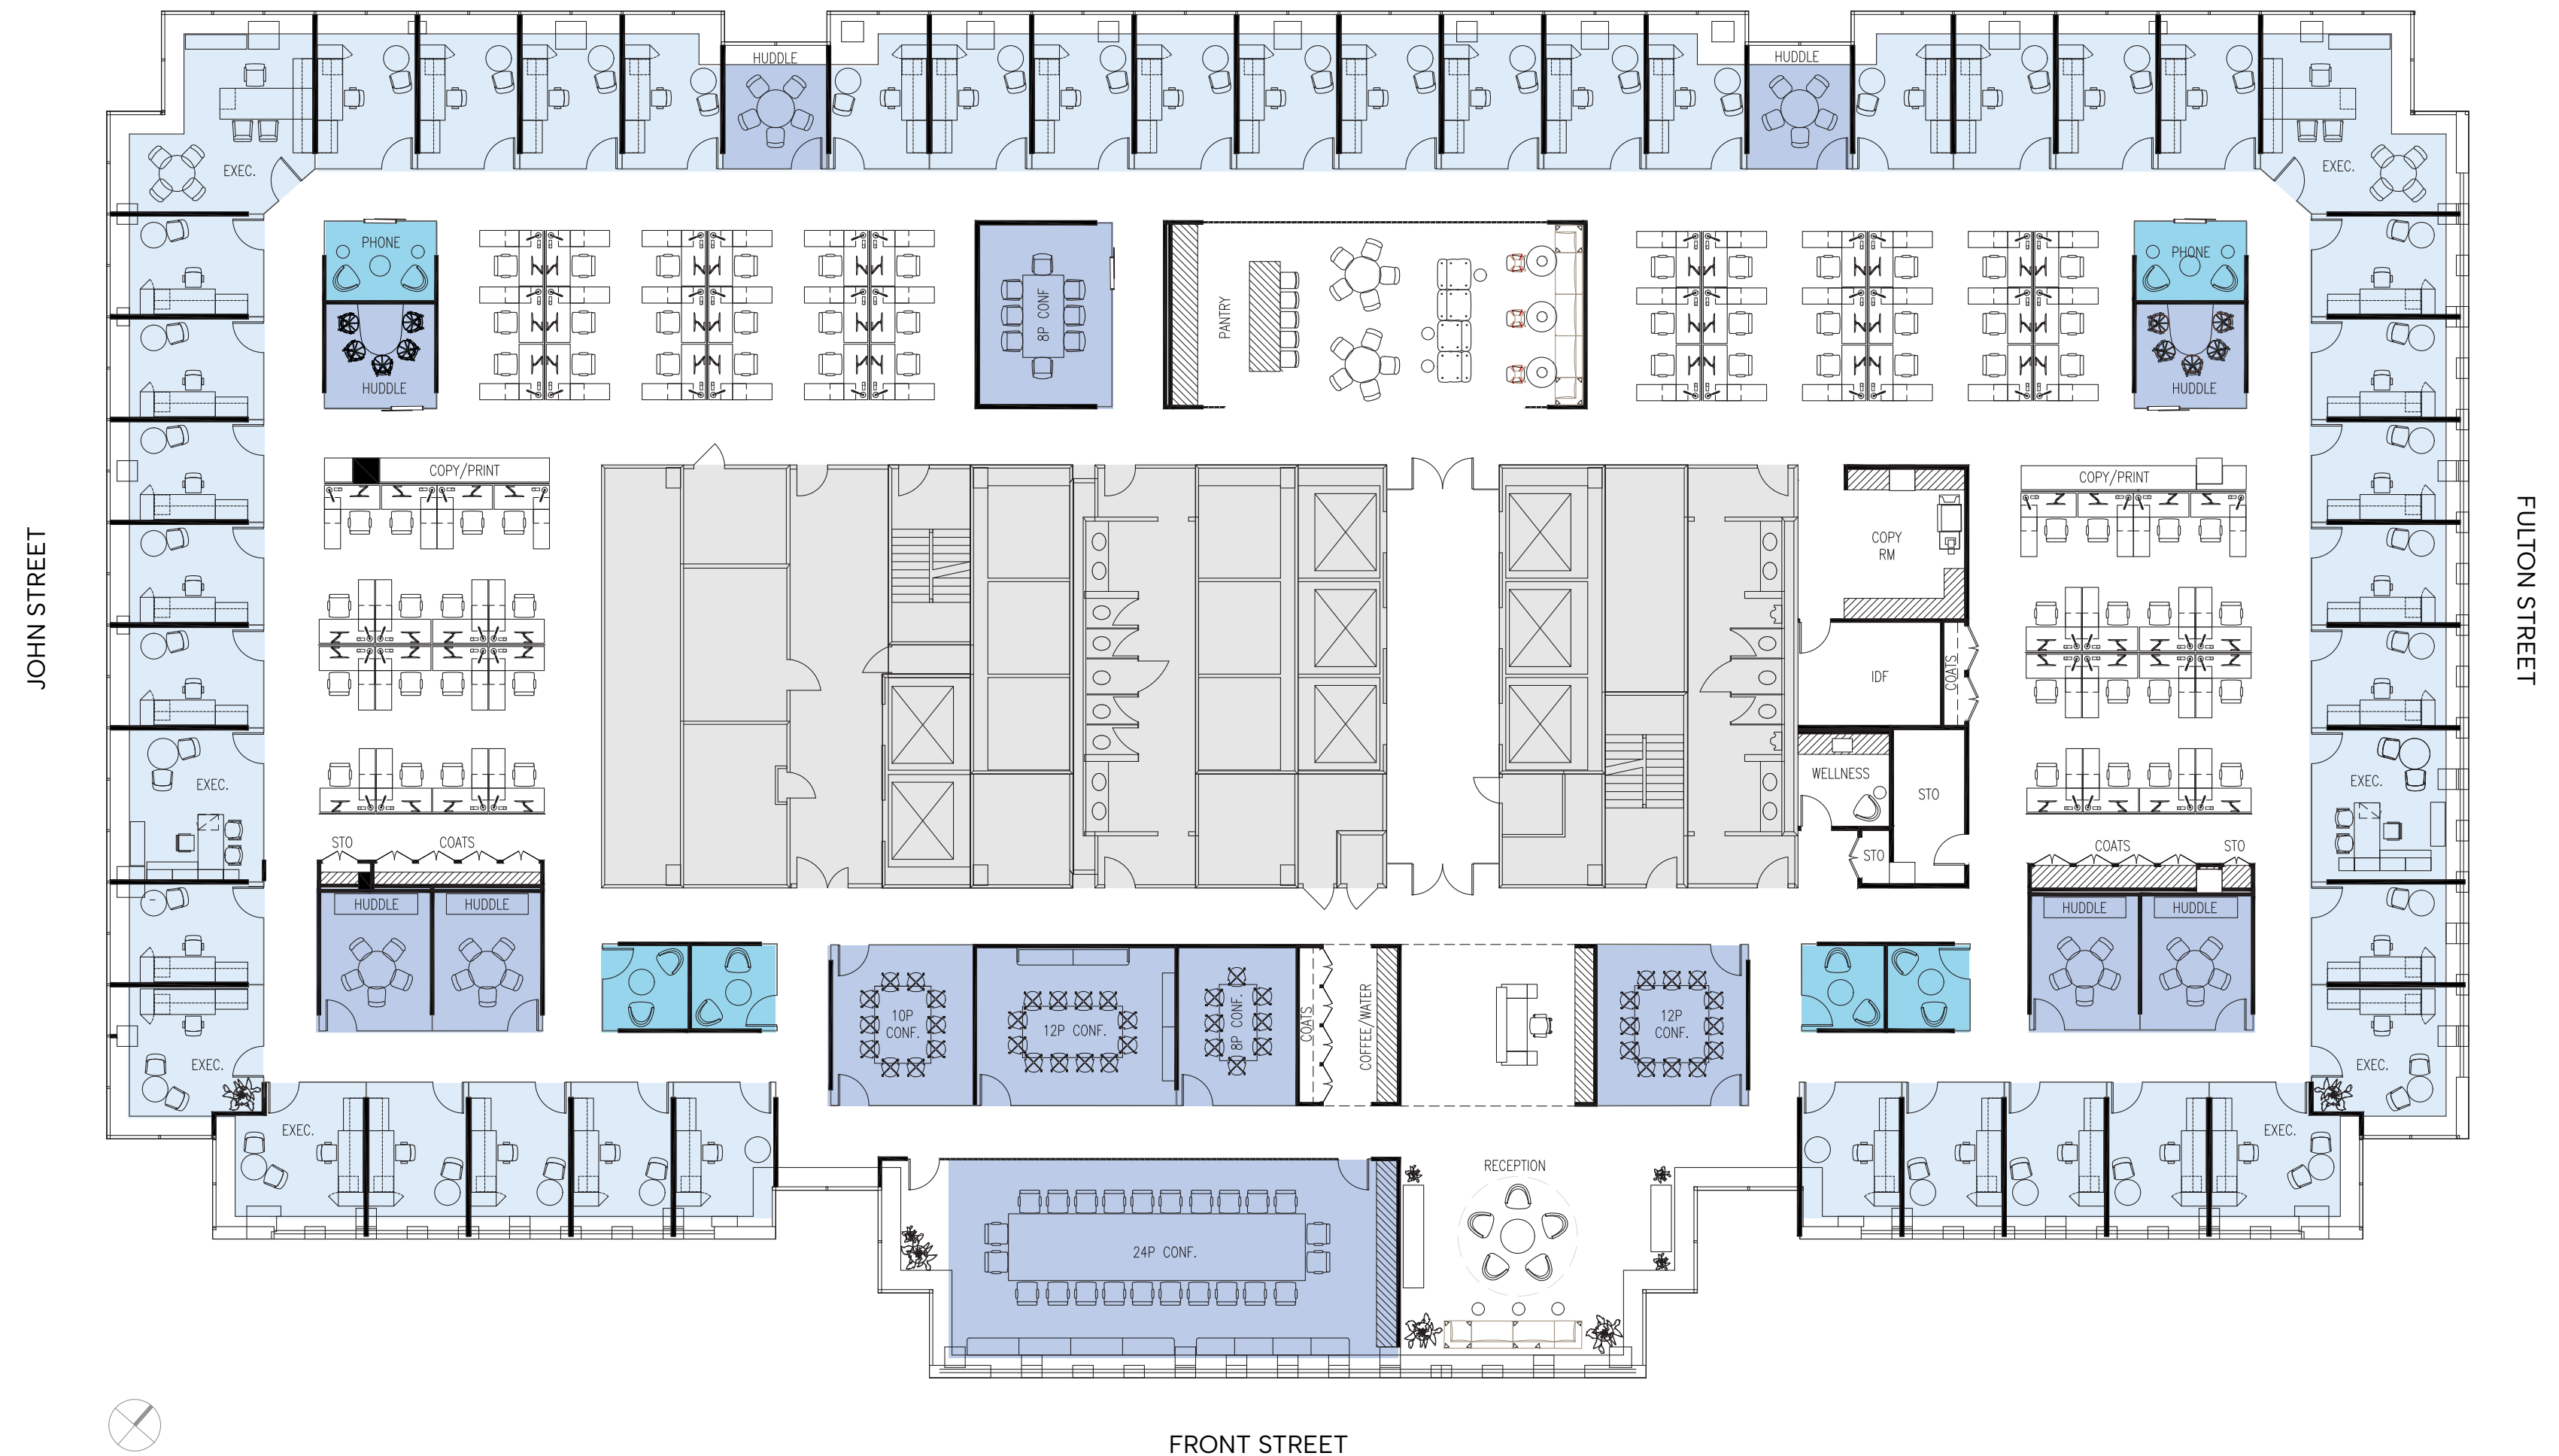 HUDDLE
HUDDLE
EXEC.
EXEC.
PHONE
PHONE
8P CONF
PANTRY
HUDDLE
HUDDLE
COPY/PRINT
COPY/PRINT
JOHN STREET
FULTON STREET
COPY
RM
IDF
COATS
EXEC.
WELLNESS
STO
EXEC.
STO
COATS
STO
COATS
STO
HUDDLE
HUDDLE
HUDDLE
HUDDLE
10P
CONF.
12P CONF.
8P CONF.
COATS
COFFEE/WATER
12P
CONF.
EXEC.
EXEC.
EXEC.
EXEC.
RECEPTION
24P CONF.
FRONT STREET